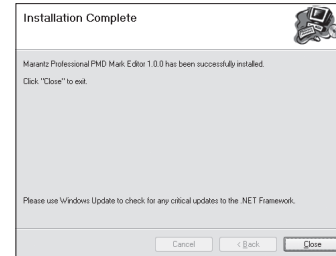 Installation Complete
Marantz Professional PMD Mark Editor 1.0.0 has been successfully installed.
Click "Close" to exit.
Please use Windows Update to check for any critical updates to the .NET Framework.
Cancel
< Back
Close